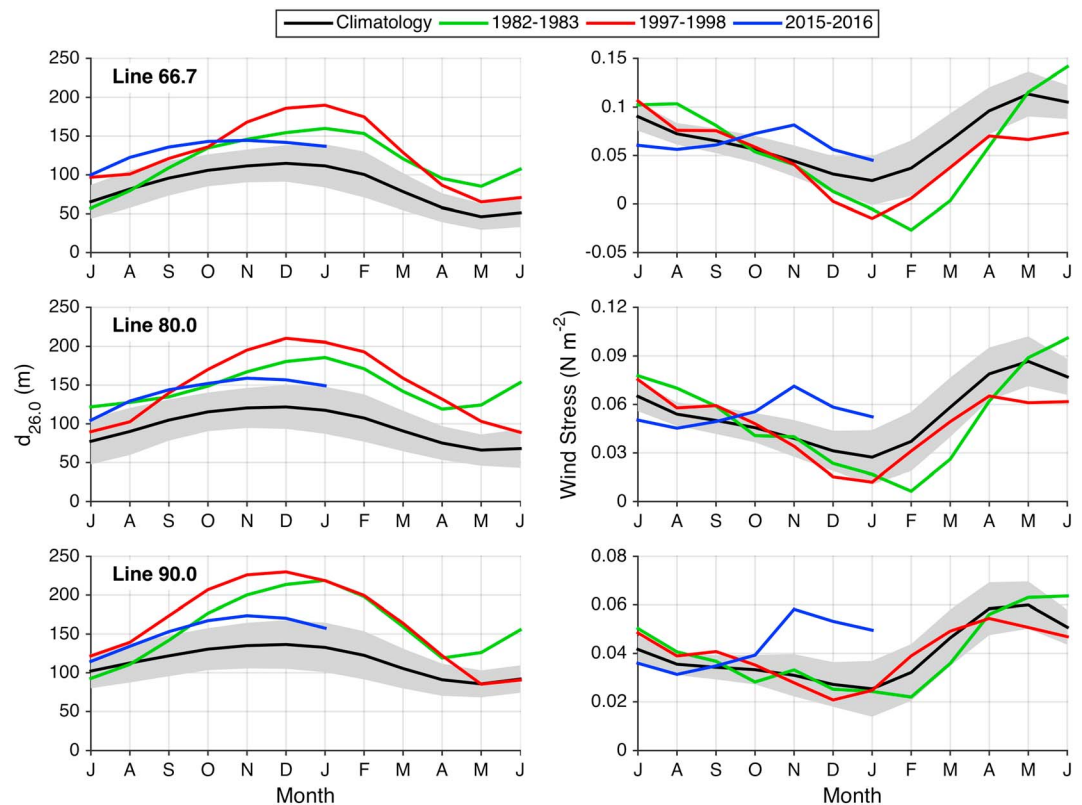 Climatology 1982-1983 1997-1998 2015-2016
Line 66.7
250
200
150
100
50
0
J A S O N D J F M A M J
0.15
0.1
0.05
0
-0.05
J A S O N D J F M A M J
Line 80.0
d26.0 (m)
250
200
150
100
50
0
J A S O N D J F M A M J
Wind Stress (N m-2)
0.12
0.09
0.06
0.03
0
J A S O N D J F M A M J
Line 90.0
250
200
150
100
50
0
J A S O N D J F M A M J
Month
0.08
0.06
0.04
0.02
0
J A S O N D J F M A M J
Month